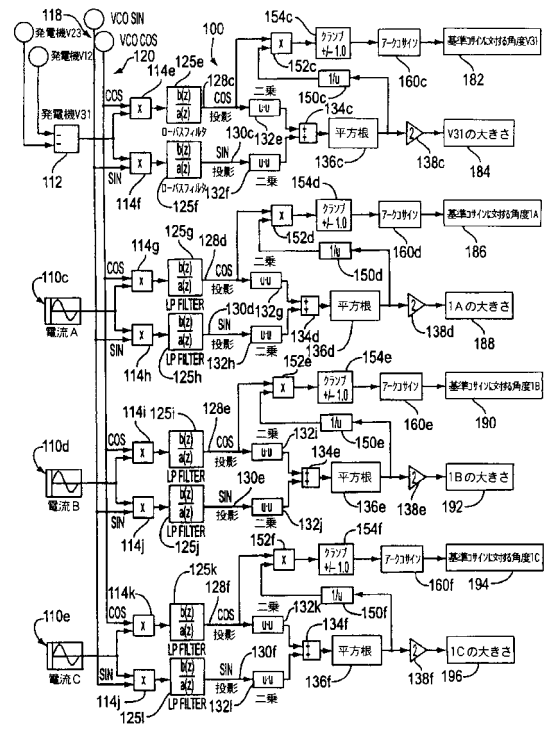 118
VCO SIN
発電機V23
VCO COS
発電機V12
120
100
114e
125e
128c
COS
X
b(z)
a(z)
COS
投影
ローパスフィルタ
130c
発電機V31
112
SIN
X
b(z)
a(z)
SIN
投影
ローパスフィルタ
114f
125f
132f
二乗
154c
X
152c
クランプ
+/- 1.0
アークコサイン
160c
基準コサインに対する角度V31
182
1/u
150c
134c
u·u
二乗
132e
u·u
平方根
136c
2
138c
V31の大きさ
184
114g
125g
128d
COS
X
b(z)
a(z)
COS
投影
LP FILTER
130d
110c
電流 A
SIN
X
b(z)
a(z)
SIN
投影
LP FILTER
114h
125h
132h
二乗
154d
X
152d
クランプ
+/- 1.0
アークコサイン
160d
基準コサインに対する角度1A
186
1/u
150d
u·u
二乗
132g
u·u
134d
平方根
136d
2
138d
1Aの大きさ
188
114i
125i
128e
COS
X
b(z)
a(z)
COS
投影
LP FILTER
130e
110d
電流 B
SIN
X
b(z)
a(z)
SIN
投影
LP FILTER
114j
125j
132j
二乗
154e
152e
X
クランプ
+/- 1.0
アークコサイン
160e
基準コサインに対する角度1B
190
1/u
150e
二乗
132i
u·u
u·u
134e
平方根
136e
2
138e
1Bの大きさ
192
125k
128f
114k
COS
X
b(z)
a(z)
COS
投影
LP FILTER
130f
110e
電流 C
SIN
X
b(z)
a(z)
SIN
投影
LP FILTER
114j
125l
132l
二乗
154f
152f
X
クランプ
+/- 1.0
アークコサイン
160f
基準コサインに対する角度1C
194
1/u
150f
二乗
132k
u·u
u·u
134f
平方根
136f
2
138f
1Cの大きさ
196